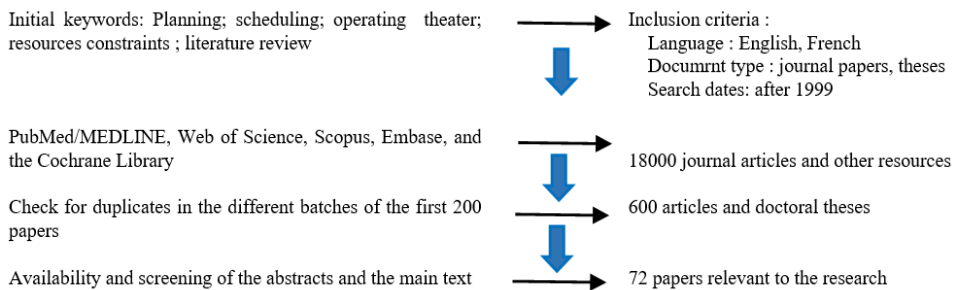 Initial keywords: Planning; scheduling; operating theater;
resources constraints ; literature review
Inclusion criteria :
Language : English, French
Documrnt type : journal papers, theses
Search dates: after 1999
PubMed/MEDLINE, Web of Science, Scopus, Embase, and
the Cochrane Library
18000 journal articles and other resources
Check for duplicates in the different batches of the first 200
papers
600 articles and doctoral theses
Availability and screening of the abstracts and the main text
72 papers relevant to the research